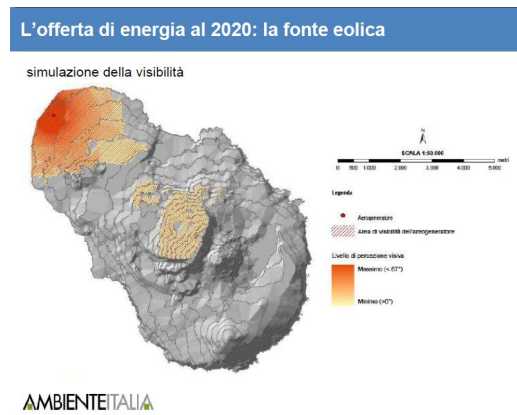 L'offerta di energia al 2020: la fonte eolica
simulazione della visibilità
N
SCALA 1:50.000
metri
0 500 1.000 2.000 3.000 4.000 5.000
Legenda
Aerogeneratore
Area di visibilità dell'aerogeneratore
Livello di percezione visiva
Massimo (< 87°)
Minimo (>0°)
AMBIENTEITALIA